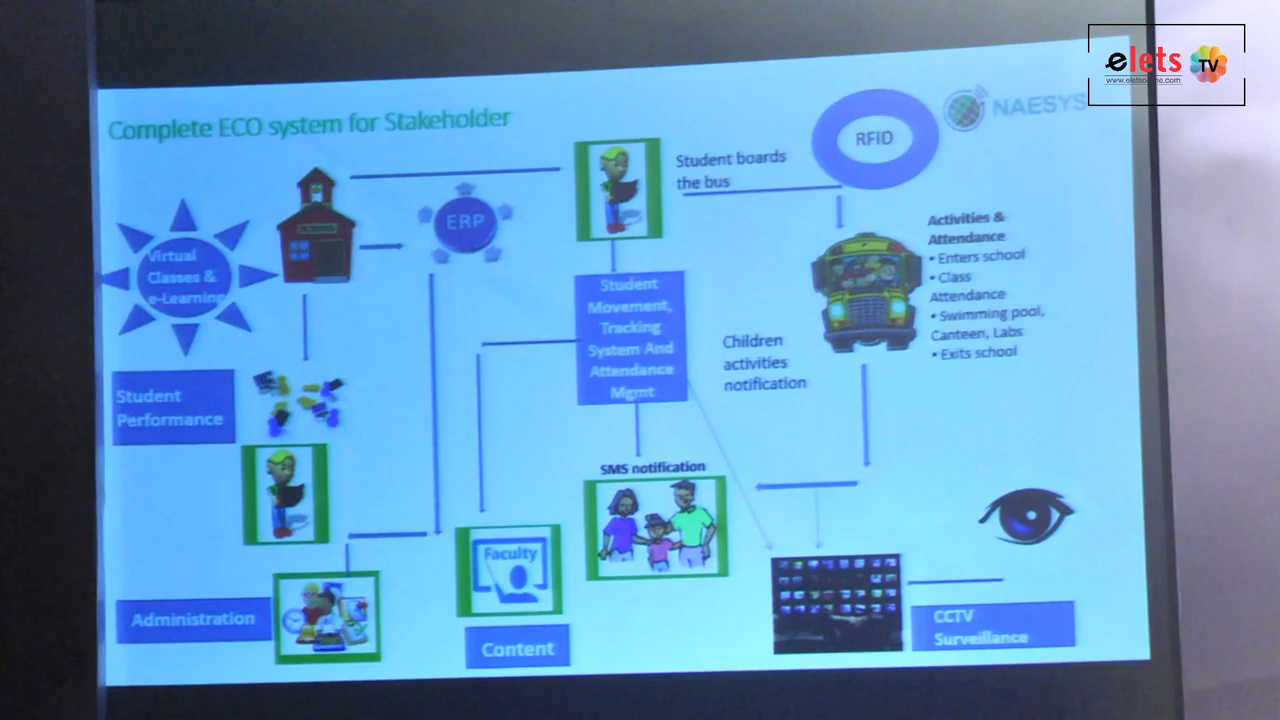 elets TV
www.eletsonline.com
Complete ECO system for Stakeholder
NAESYS
RFID
Student boards
the bus
ERP
Virtual
Classes &
e-Learning
Activities &
Attendance
• Enters school
• Class
Attendance
• Swimming pool,
Canteen, Labs
• Exits school
Student
Movement,
Tracking
System And
Attendance
Mgmt
Children
activities
notification
Student
Performance
SMS notification
Faculty
Administration
Content
CCTV
Surveillance